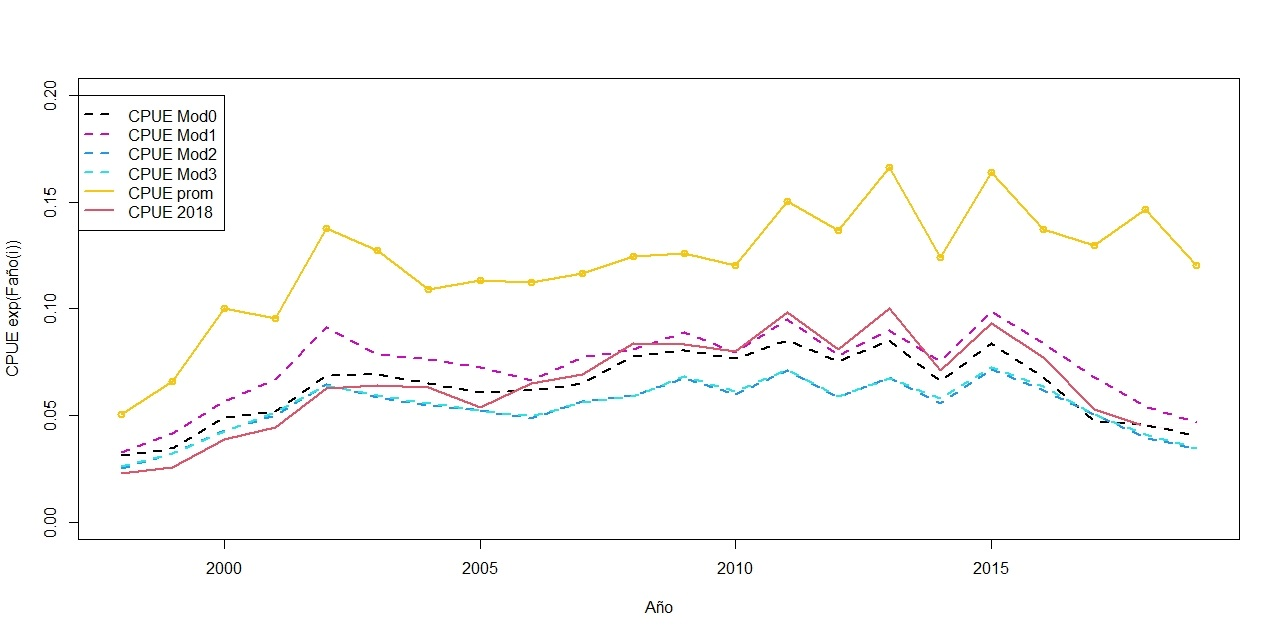 0.20
0.15
0.10
0.05
0.00
CPUE exp(Faño(i))
CPUE Mod0
CPUE Mod1
CPUE Mod2
CPUE Mod3
CPUE prom
CPUE 2018
2000 2005 2010 2015
Año